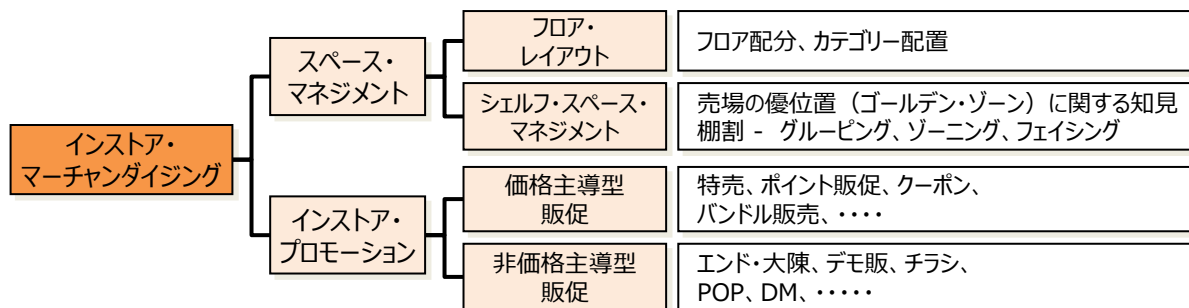 インストア・
マーチャンダイジング
スペース・
マネジメント
フロア・
レイアウト
フロア配分、カテゴリー配置
シェルフ・スペース・
マネジメント
売場の優位置（ゴールデン・ゾーン）に関する知見
棚割 - グルーピング、ゾーニング、フェイシング
インストア・
プロモーション
価格主導型
販促
特売、ポイント販促、クーポン、
バンドル販売、・・・・
非価格主導型
販促
エンド・大陳、デモ販、チラシ、
POP、DM、・・・・・